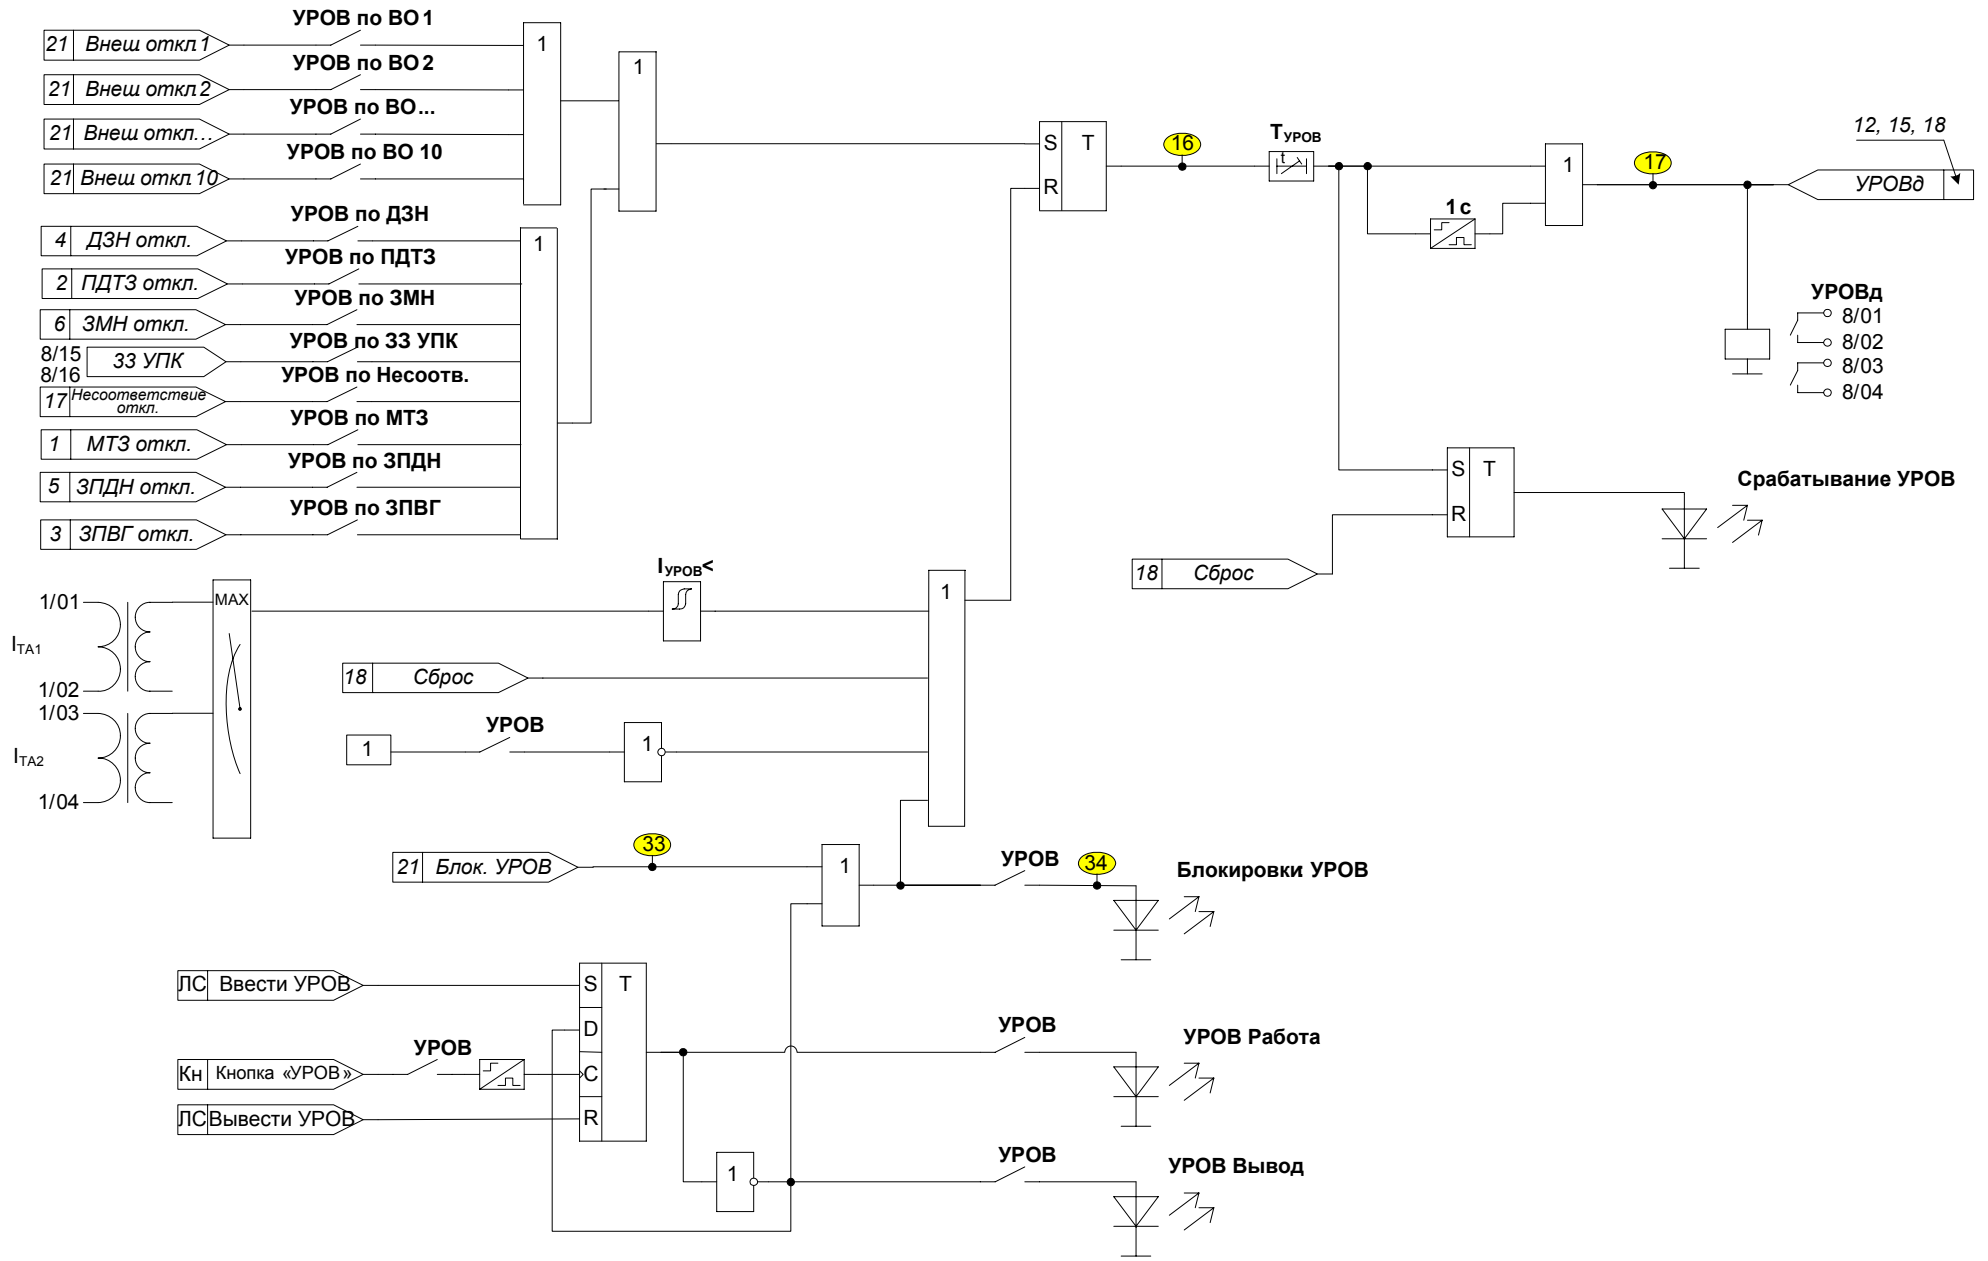 УРОВ по ВО 1
21 Внеш откл.1
1
УРОВ по ВО 2
21 Внеш откл.2
1
УРОВ по ВО...
21 Внеш откл...
УРОВ по ВО 10
21 Внеш откл.10
S T
R
16
TУРОВ
t
1
1 с
17
12, 15, 18
УРОВд
УРОВ по ДЗН
4 ДЗН откл.
1
УРОВ по ПДТЗ
2 ПДТЗ откл.
УРОВ по ЗМН
6 ЗМН откл.
УРОВ по ЗЗ УПК
8/15
8/16
ЗЗ УПК
УРОВ по Несоотв.
17 Несоответствие
откл.
УРОВ по МТЗ
1 МТЗ откл.
УРОВ по ЗПДН
5 ЗПДН откл.
УРОВ по ЗПВГ
3 ЗПВГ откл.
УРОВд
8/01
8/02
8/03
8/04
S T
R
Срабатывание УРОВ
18 Сброс
IУРОВ<
1
1/01
ITA1
1/02
1/03
ITA2
1/04
MAX
18 Сброс
УРОВ
1
1
33
21 Блок. УРОВ
1
УРОВ
34
Блокировки УРОВ
ЛС Ввести УРОВ
S T
D
УРОВ
Кн Кнопка «УРОВ»
C
ЛС Вывести УРОВ
R
УРОВ
УРОВ Работа
1
УРОВ
УРОВ Вывод